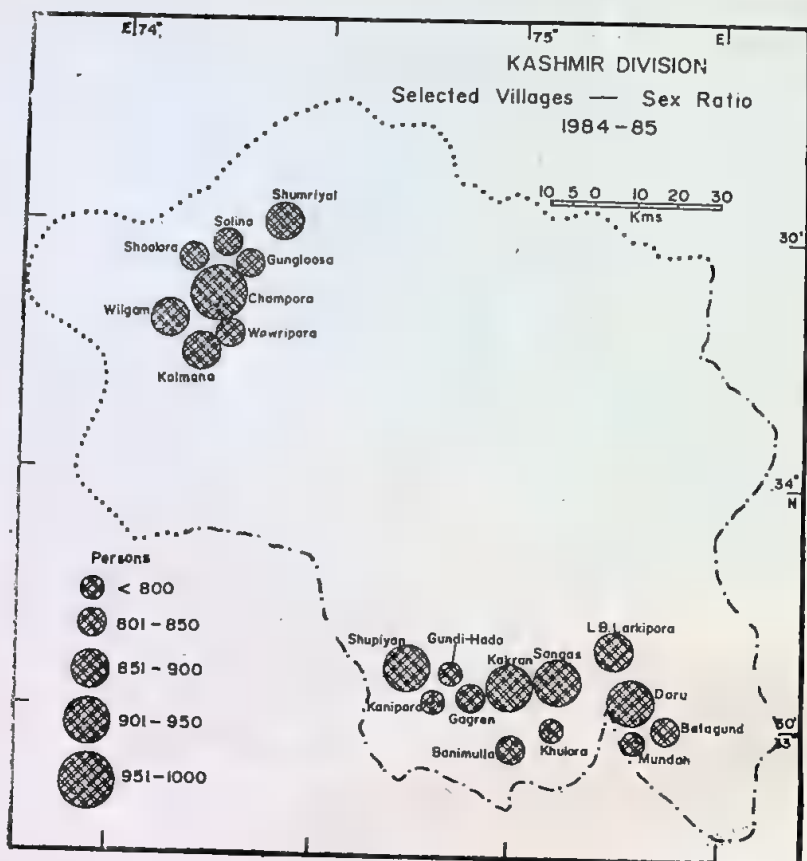 E 74° 75° E
KASHMIR DIVISION
Selected Villages — Sex Ratio
1984-85
10 5 0 10 20 30
Kms
Shumriyal
Solina
Shoolora
Gungloosa
30'
Champora
Wilgam
Wawripara
Kalmana
34°
N
Persons
< 800
801-850
851-900
901-950
951-1000
L.B. Larkipora
Shupiyan
Gundi-Hado
Kakran
Sangas
Kanipora
Gagren
Doru
Batagund
30'
33°
Banimulla
Khulora
Mundah